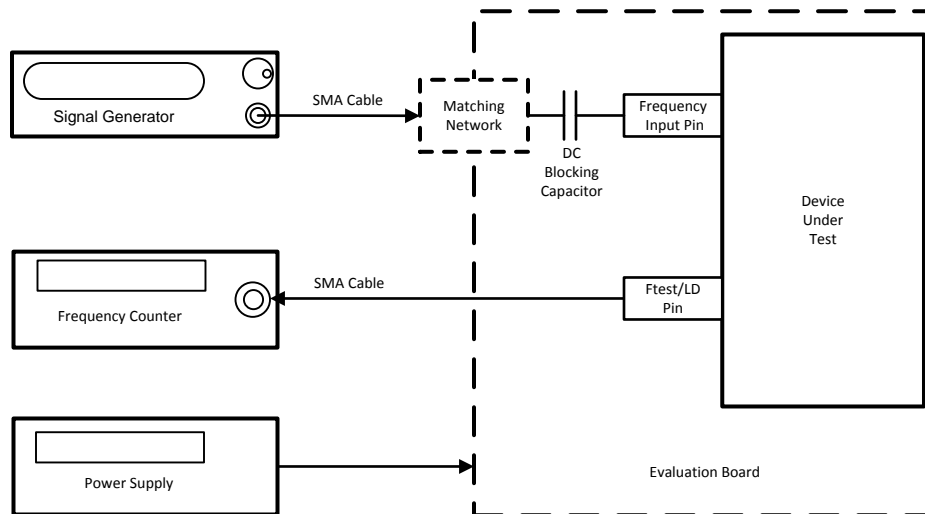 Signal Generator
SMA Cable
Matching
Network
DC
Blocking
Capacitor
Frequency
Input Pin
Device
Under
Test
Frequency Counter
SMA Cable
Ftest/LD
Pin
Power Supply
Evaluation Board